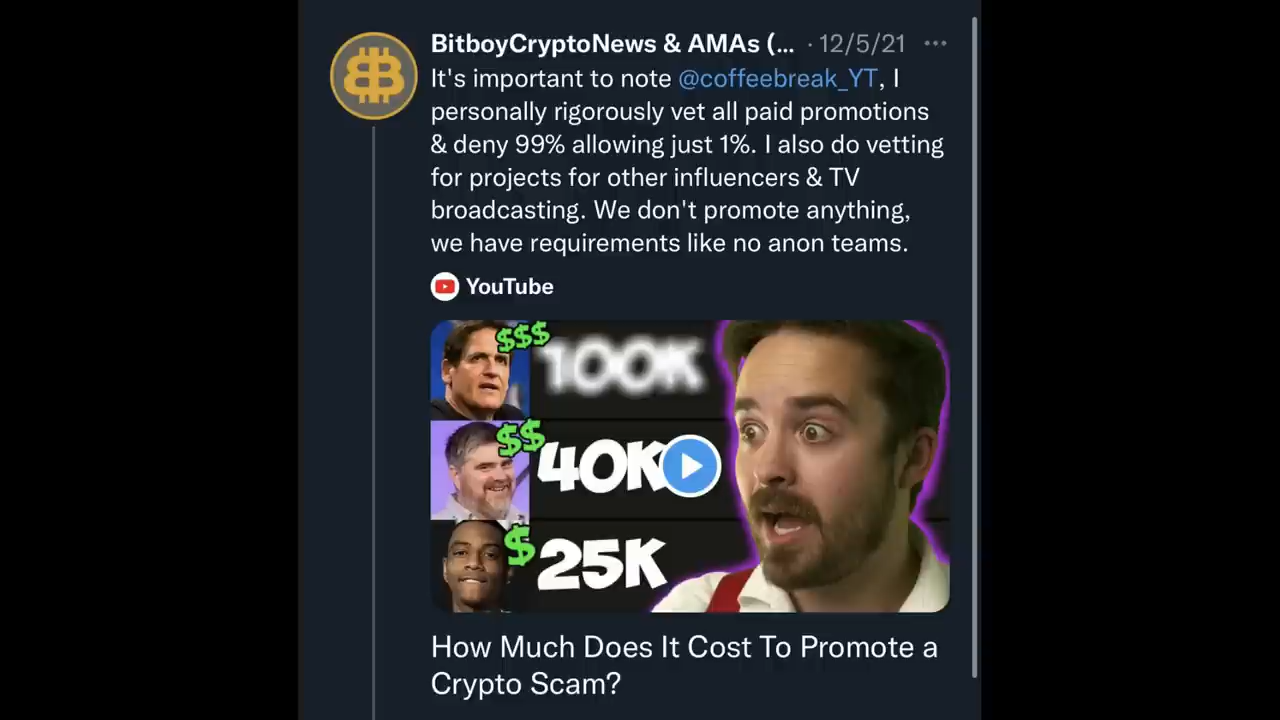 BitboyCryptoNews & AMAs (... · 12/5/21 ···
It's important to note @coffeebreak_YT, I
personally rigorously vet all paid promotions
& deny 99% allowing just 1%. I also do vetting
for projects for other influencers & TV
broadcasting. We don't promote anything,
we have requirements like no anon teams.
YouTube
$$$ 100K
$$ 40K
$ 25K
How Much Does It Cost To Promote a
Crypto Scam?